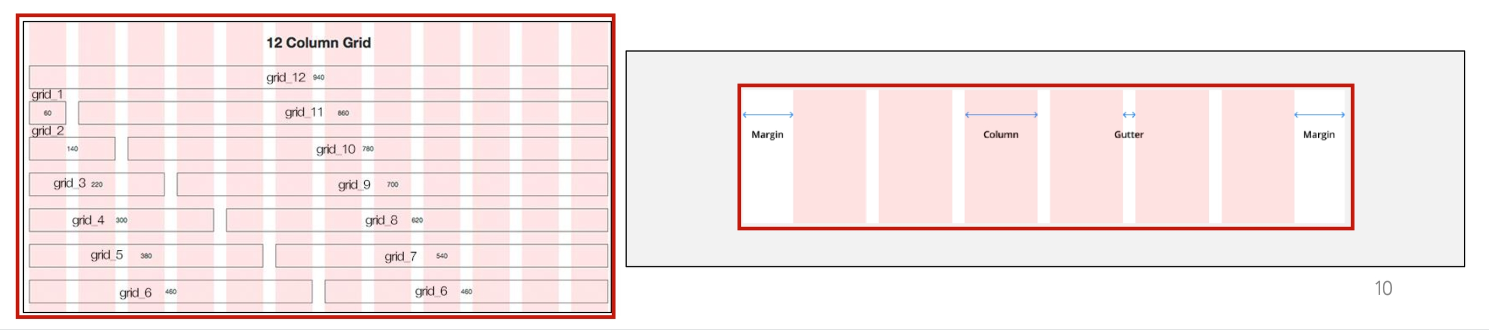 12 Column Grid
grid_12 940
grid_1
60
grid_11 860
grid_2
140
grid_10 780
grid_3 220
grid_9 700
grid_4 300
grid_8 620
grid_5 380
grid_7 540
grid_6 460
grid_6 460
Margin
Column
Gutter
Margin
10